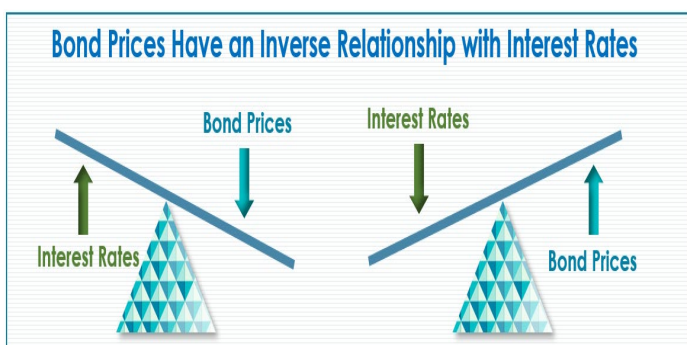 Bond Prices Have an Inverse Relationship with Interest Rates
Bond Prices
Interest Rates
Interest Rates
Bond Prices